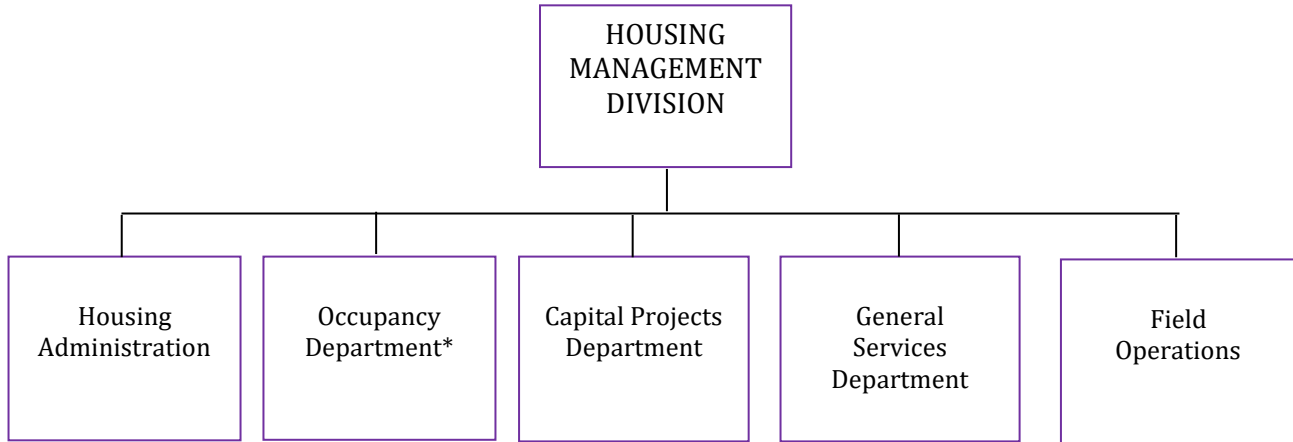 HOUSING
MANAGEMENT
DIVISION
Housing
Administration
Occupancy
Department*
Capital Projects
Department
General
Services
Department
Field
Operations